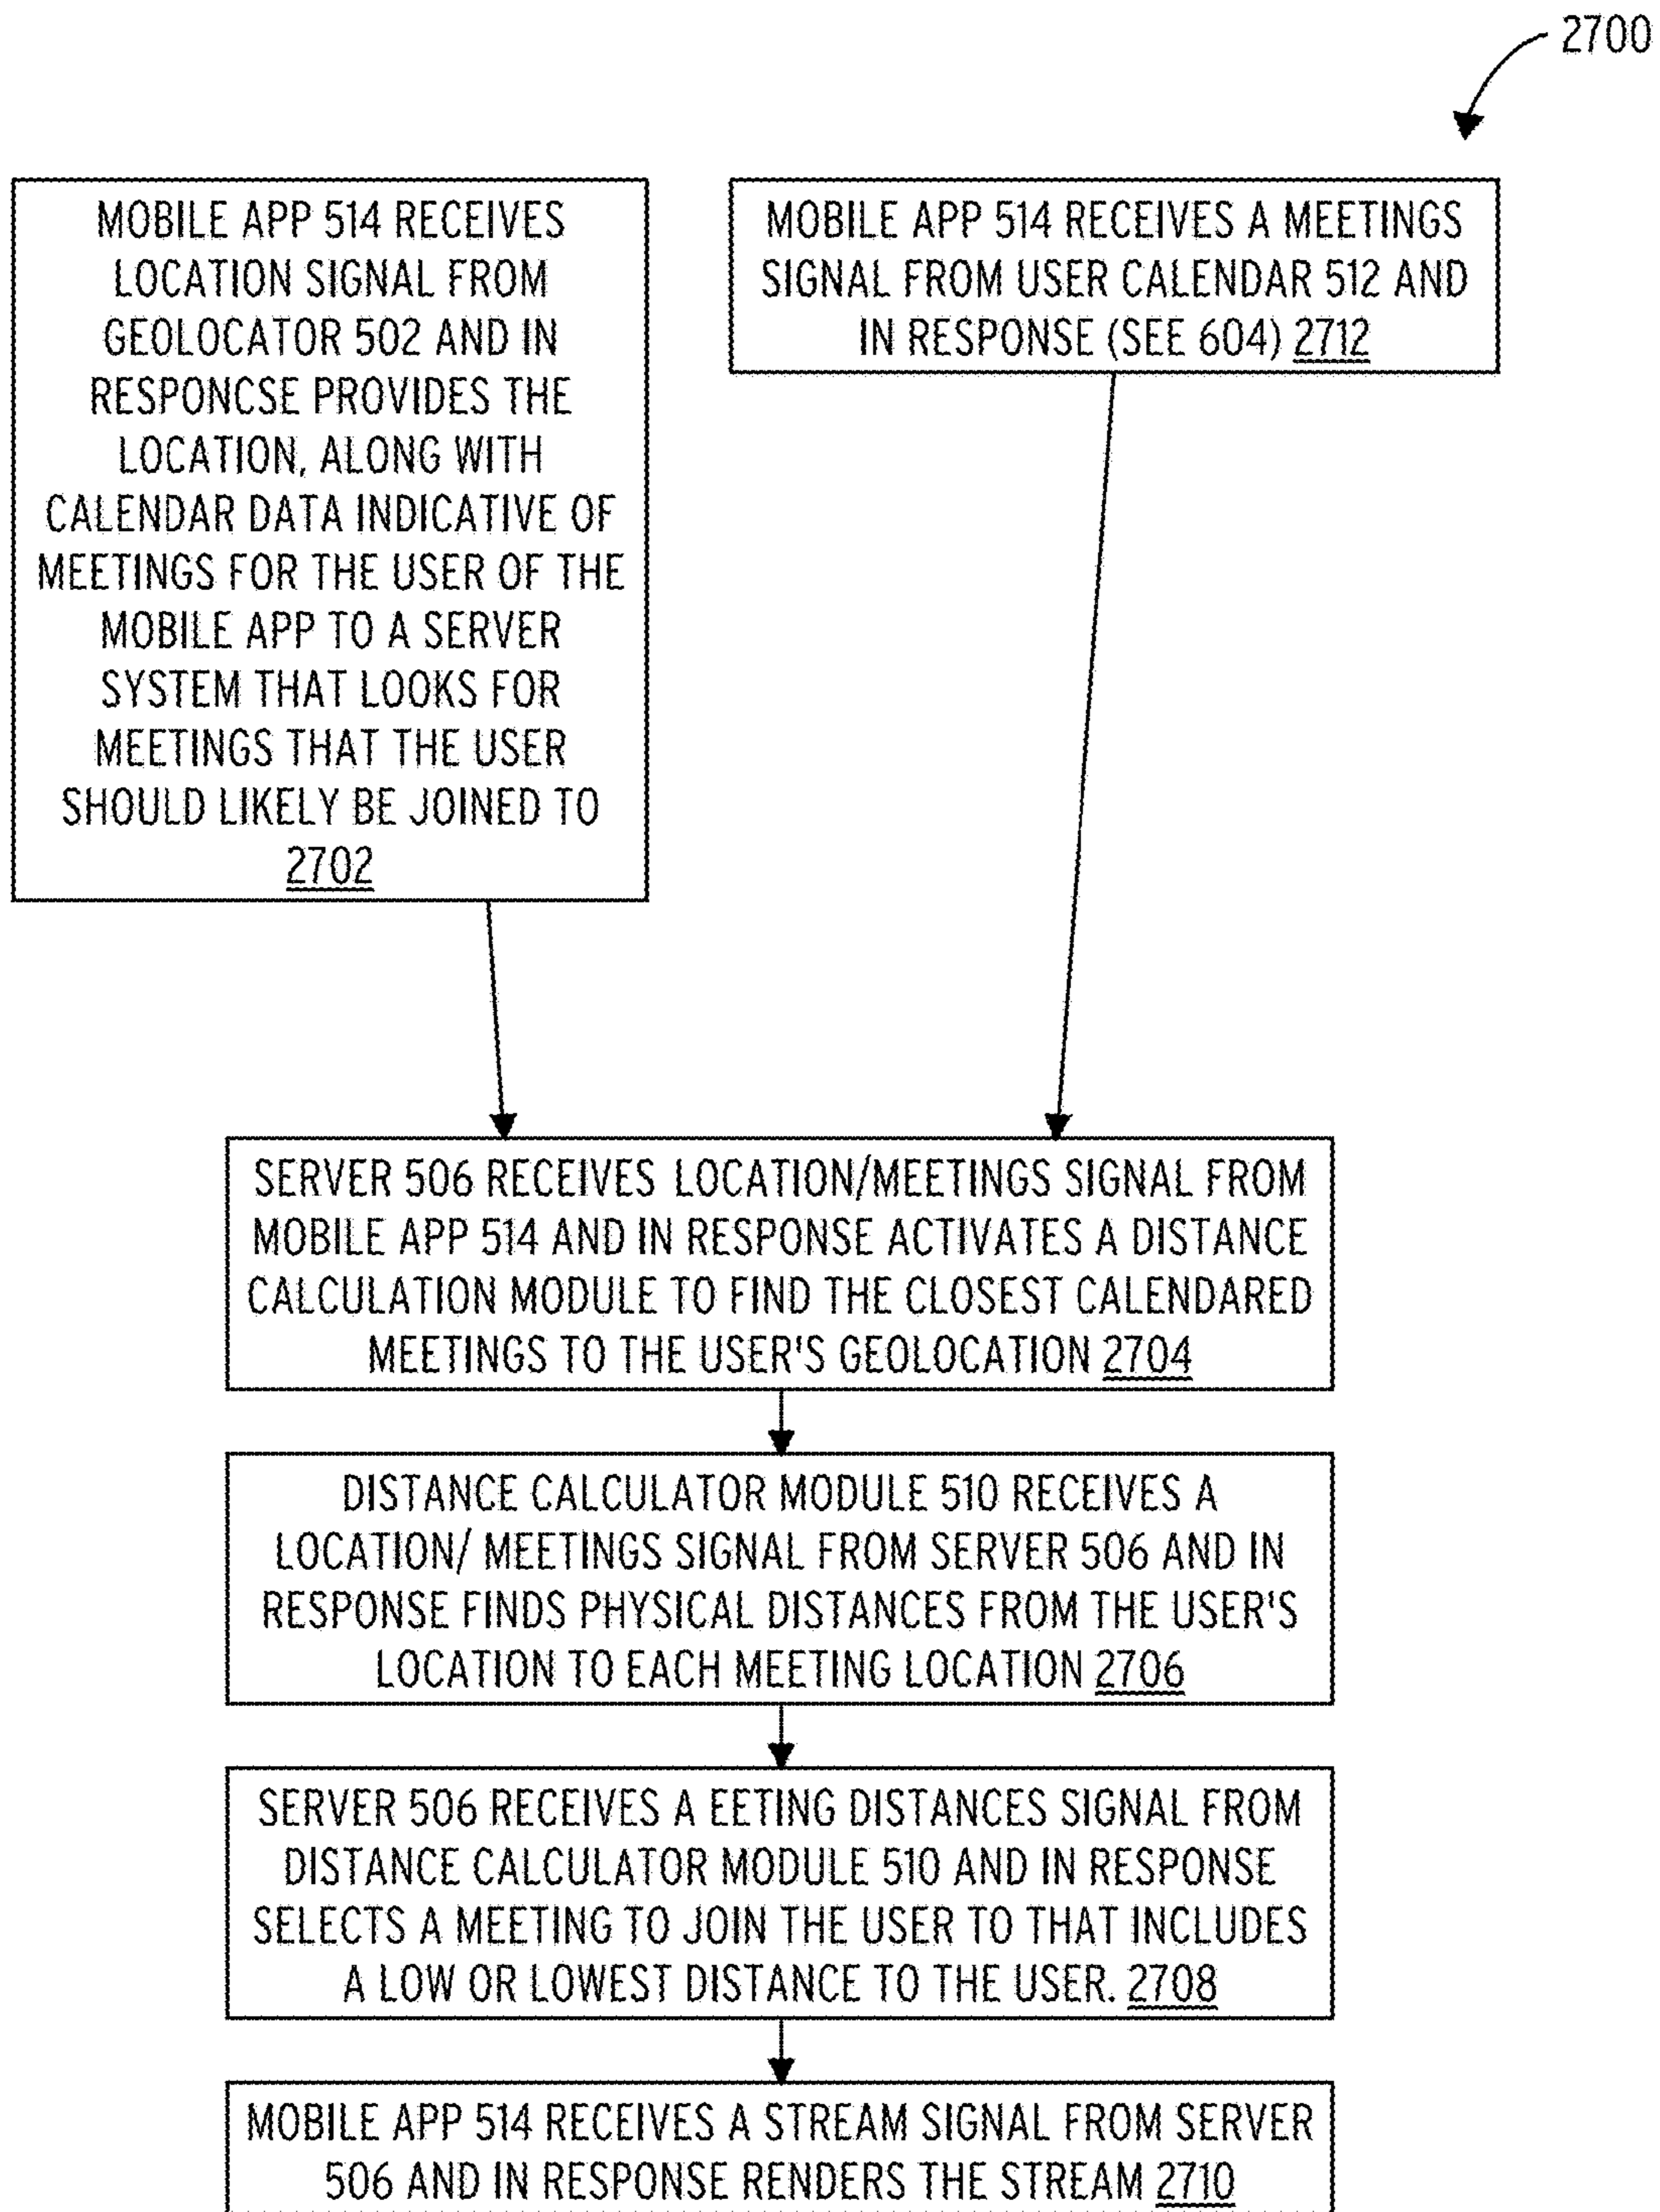 2700
MOBILE APP 514 RECEIVES
LOCATION SIGNAL FROM
GEOLOCATOR 502 AND IN
RESPONCSE PROVIDES THE
LOCATION, ALONG WITH
CALENDAR DATA INDICATIVE OF
MEETINGS FOR THE USER OF THE
MOBILE APP TO A SERVER
SYSTEM THAT LOOKS FOR
MEETINGS THAT THE USER
SHOULD LIKELY BE JOINED TO
2702
MOBILE APP 514 RECEIVES A MEETINGS
SIGNAL FROM USER CALENDAR 512 AND
IN RESPONSE (SEE 604) 2712
SERVER 506 RECEIVES LOCATION/MEETINGS SIGNAL FROM
MOBILE APP 514 AND IN RESPONSE ACTIVATES A DISTANCE
CALCULATION MODULE TO FIND THE CLOSEST CALENDARED
MEETINGS TO THE USER'S GEOLOCATION 2704
DISTANCE CALCULATOR MODULE 510 RECEIVES A
LOCATION/ MEETINGS SIGNAL FROM SERVER 506 AND IN
RESPONSE FINDS PHYSICAL DISTANCES FROM THE USER'S
LOCATION TO EACH MEETING LOCATION 2706
SERVER 506 RECEIVES A EETING DISTANCES SIGNAL FROM
DISTANCE CALCULATOR MODULE 510 AND IN RESPONSE
SELECTS A MEETING TO JOIN THE USER TO THAT INCLUDES
A LOW OR LOWEST DISTANCE TO THE USER. 2708
MOBILE APP 514 RECEIVES A STREAM SIGNAL FROM SERVER
506 AND IN RESPONSE RENDERS THE STREAM 2710